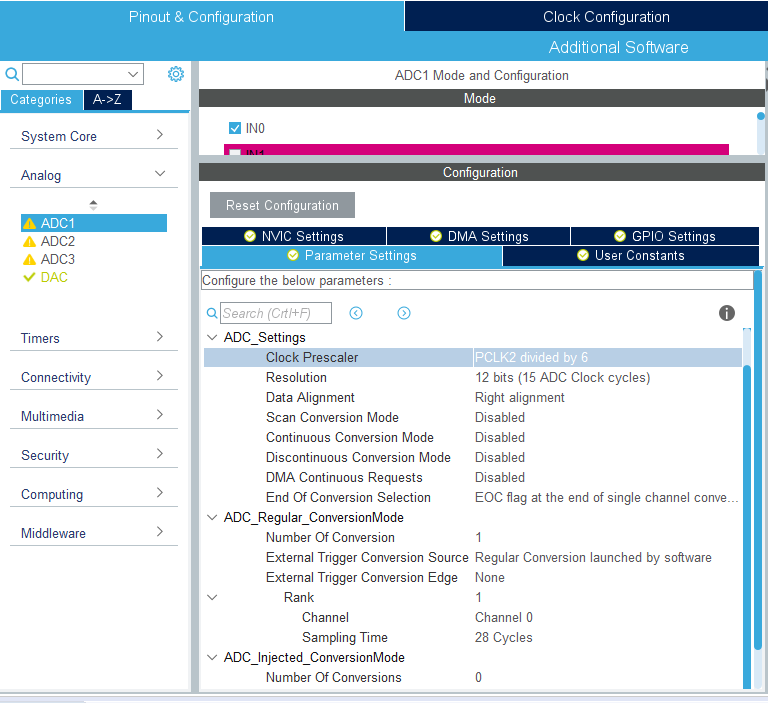 Pinout & Configuration
Clock Configuration
Additional Software
Categories
A->Z
System Core
Analog
ADC1
ADC2
ADC3
DAC
Timers
Connectivity
Multimedia
Security
Computing
Middleware
ADC1 Mode and Configuration
Mode
IN0
IN1
Configuration
Reset Configuration
NVIC Settings
DMA Settings
GPIO Settings
Parameter Settings
User Constants
Configure the below parameters :
Search (Crtl+F)
ADC_Settings
Clock Prescaler PCLK2 divided by 6
Resolution 12 bits (15 ADC Clock cycles)
Data Alignment Right alignment
Scan Conversion Mode Disabled
Continuous Conversion Mode Disabled
Discontinuous Conversion Mode Disabled
DMA Continuous Requests Disabled
End Of Conversion Selection EOC flag at the end of single channel conve...
ADC_Regular_ConversionMode
Number Of Conversion 1
External Trigger Conversion Source Regular Conversion launched by software
External Trigger Conversion Edge None
Rank 1
Channel Channel 0
Sampling Time 28 Cycles
ADC_Injected_ConversionMode
Number Of Conversions 0